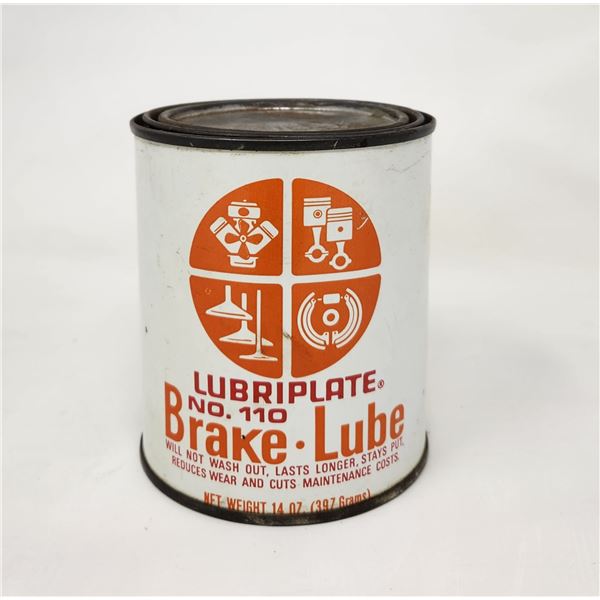 LUBRIPLATE®
NO. 110
Brake·Lube
WILL NOT WASH OUT, LASTS LONGER, STAYS PUT,
REDUCES WEAR AND CUTS MAINTENANCE COSTS.
NET WEIGHT 14 OZ. (397 Grams)